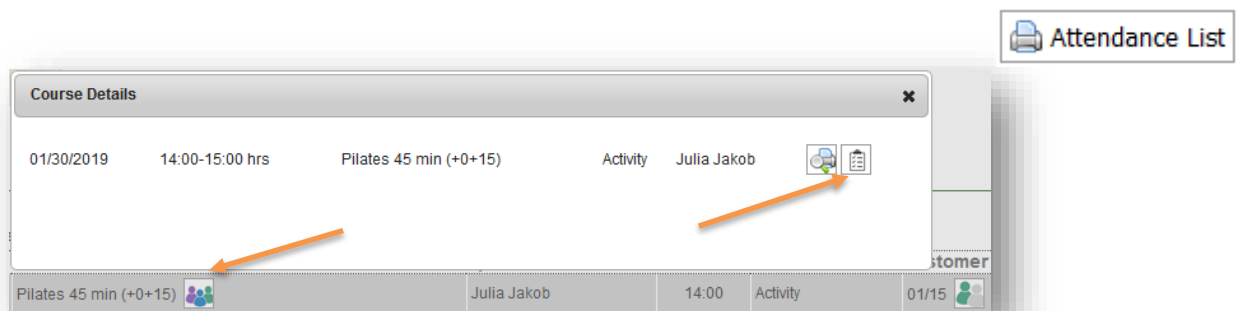 Attendance List
Course Details
01/30/2019 14:00-15:00 hrs Pilates 45 min (+0+15) Activity Julia Jakob
stomer
Pilates 45 min (+0+15) Julia Jakob 14:00 Activity 01/15